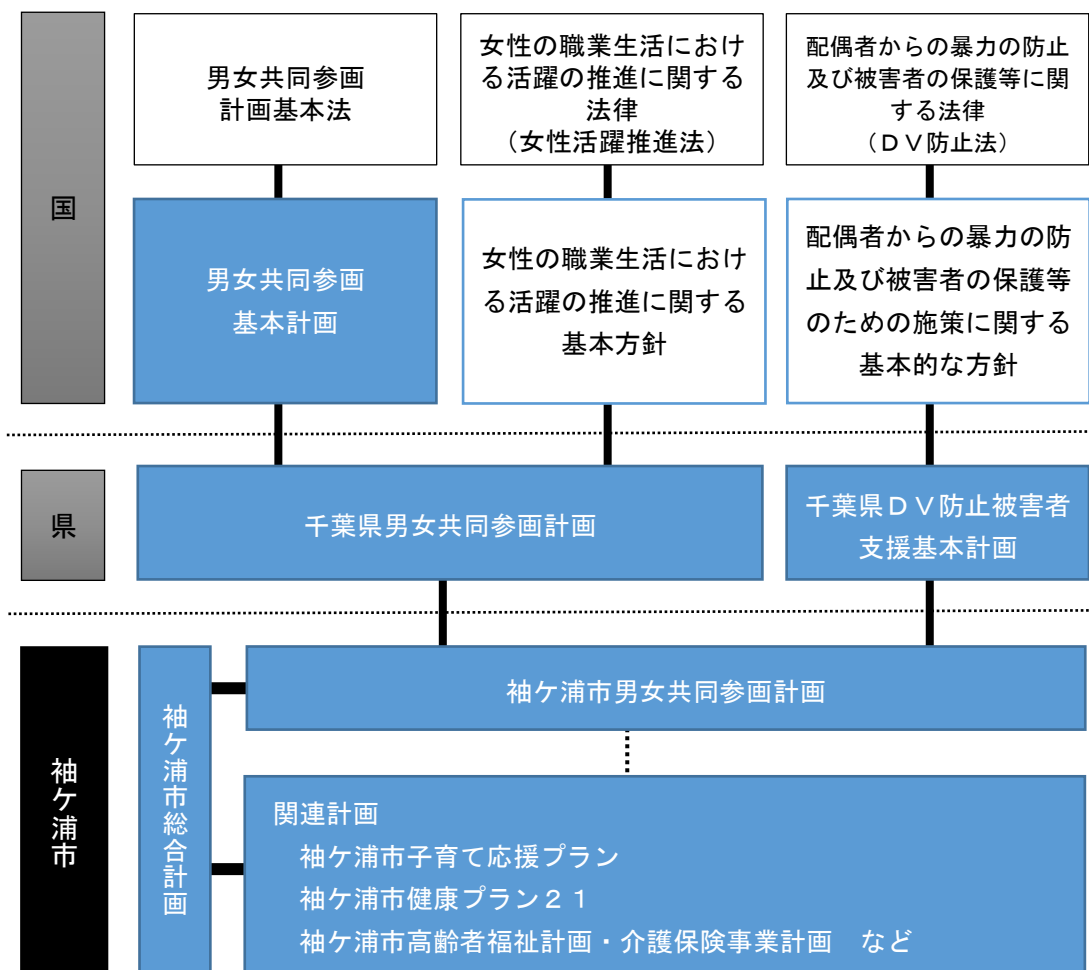 国
男女共同参画
計画基本法
女性の職業生活におけ
る活躍の推進に関する
法律
（女性活躍推進法）
配偶者からの暴力の防止
及び被害者の保護等に関
する法律
（ＤＶ防止法）
男女共同参画
基本計画
女性の職業生活におけ
る活躍の推進に関する
基本方針
配偶者からの暴力の防
止及び被害者の保護等
のための施策に関する
基本的な方針
県
千葉県男女共同参画計画
千葉県ＤＶ防止被害者
支援基本計画
袖ケ浦市
袖ケ浦市総合計画
袖ケ浦市男女共同参画計画
関連計画
袖ケ浦市子育て応援プラン
袖ケ浦市健康プラン２１
袖ケ浦市高齢者福祉計画・介護保険事業計画　など